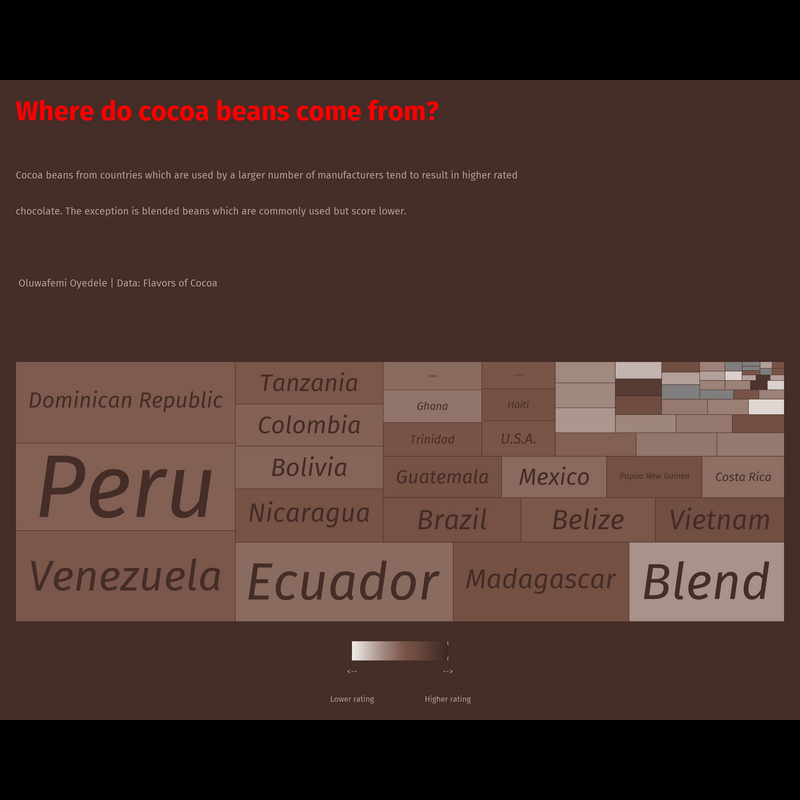 Where do cocoa beans come from?
Cocoa beans from countries which are used by a larger number of manufacturers tend to result in higher rated
chocolate. The exception is blended beans which are commonly used but score lower.
Oluwafemi Oyedele | Data: Flavors of Cocoa
Dominican Republic
Peru
Venezuela
Tanzania
Colombia
Bolivia
Nicaragua
Ecuador
Ghana
Haiti
Trinidad
U.S.A.
Guatemala
Mexico
Papua New Guinea
Costa Rica
Brazil
Belize
Vietnam
Madagascar
Blend
<-- -->
Lower rating Higher rating